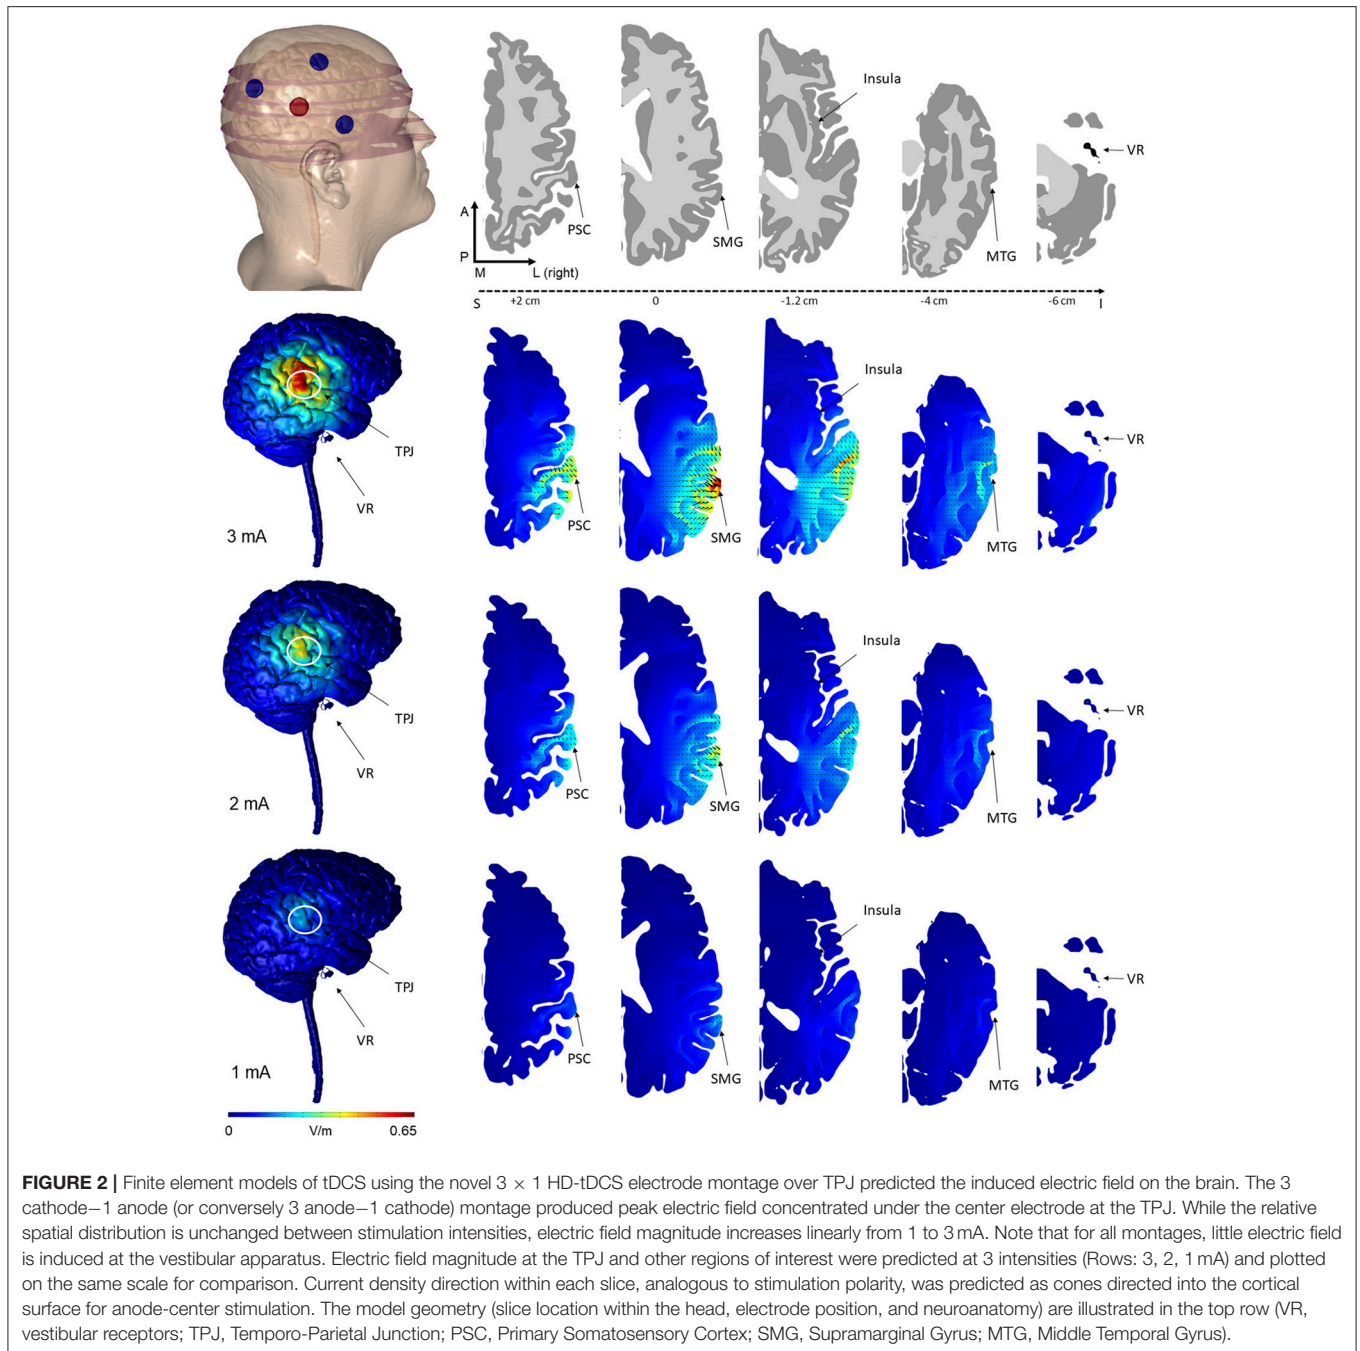 Insula
VR
PSC
SMG
MTG
A
P
M
L (right)
S
+2 cm
0
-1.2 cm
-4 cm
-6 cm
I
Insula
VR
TPJ
VR
PSC
SMG
MTG
3 mA
Insula
VR
TPJ
VR
PSC
SMG
MTG
2 mA
Insula
VR
TPJ
VR
PSC
SMG
MTG
1 mA
0
V/m
0.65
FIGURE 2 | Finite element models of tDCS using the novel 3 × 1 HD-tDCS electrode montage over TPJ predicted the induced electric field on the brain. The 3
cathode–1 anode (or conversely 3 anode–1 cathode) montage produced peak electric field concentrated under the center electrode at the TPJ. While the relative
spatial distribution is unchanged between stimulation intensities, electric field magnitude increases linearly from 1 to 3 mA. Note that for all montages, little electric field
is induced at the vestibular apparatus. Electric field magnitude at the TPJ and other regions of interest were predicted at 3 intensities (Rows: 3, 2, 1 mA) and plotted
on the same scale for comparison. Current density direction within each slice, analogous to stimulation polarity, was predicted as cones directed into the cortical
surface for anode-center stimulation. The model geometry (slice location within the head, electrode position, and neuroanatomy) are illustrated in the top row (VR,
vestibular receptors; TPJ, Temporo-Parietal Junction; PSC, Primary Somatosensory Cortex; SMG, Supramarginal Gyrus; MTG, Middle Temporal Gyrus).